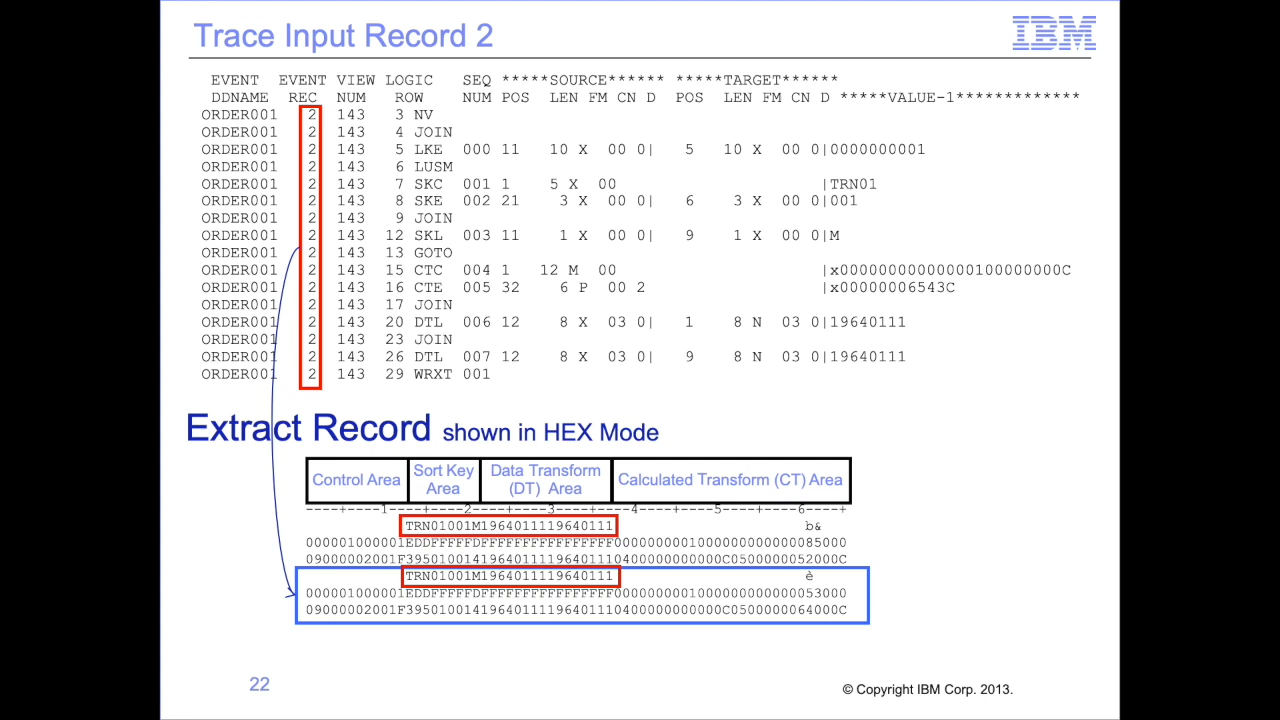 Trace Input Record 2
IBM
EVENT EVENT VIEW LOGIC SEQ *****SOURCE****** *****TARGET******
DDNAME REC NUM ROW NUM POS LEN FM CN D POS LEN FM CN D *****VALUE-1*************
ORDER001 2 143 3 NV
ORDER001 2 143 4 JOIN
ORDER001 2 143 5 LKE 000 11 10 X 00 0| 5 10 X 00 0|0000000001
ORDER001 2 143 6 LUSM
ORDER001 2 143 7 SKC 001 1 5 X 00 |TRN01
ORDER001 2 143 8 SKE 002 21 3 X 00 0| 6 3 X 00 0|001
ORDER001 2 143 9 JOIN
ORDER001 2 143 12 SKL 003 11 1 X 00 0| 9 1 X 00 0|M
ORDER001 2 143 13 GOTO
ORDER001 2 143 15 CTC 004 1 12 M 00 |x00000000000000100000000C
ORDER001 2 143 16 CTE 005 32 6 P 00 2 |x00000006543C
ORDER001 2 143 17 JOIN
ORDER001 2 143 20 DTL 006 12 8 X 03 0| 1 8 N 03 0|19640111
ORDER001 2 143 23 JOIN
ORDER001 2 143 26 DTL 007 12 8 X 03 0| 9 8 N 03 0|19640111
ORDER001 2 143 29 WRXT 001
Extract Record shown in HEX Mode
Control Area Sort Key Area Data Transform (DT) Area Calculated Transform (CT) Area
----+----1----+----2----+----3----+----4----+----5----+----6----+
TRN01001M1964011119640111 b&
000001000001EDDFFFFFDFFFFFFFFFFFFFFFF0000000000100000000000000085000
09000002001F39501001419640111196401110400000000000C05000000052000C
TRN01001M1964011119640111 è
000001000001EDDFFFFFDFFFFFFFFFFFFFFFF0000000000100000000000000053000
09000002001F39501001419640111196401110400000000000C05000000064000C
22
© Copyright IBM Corp. 2013.